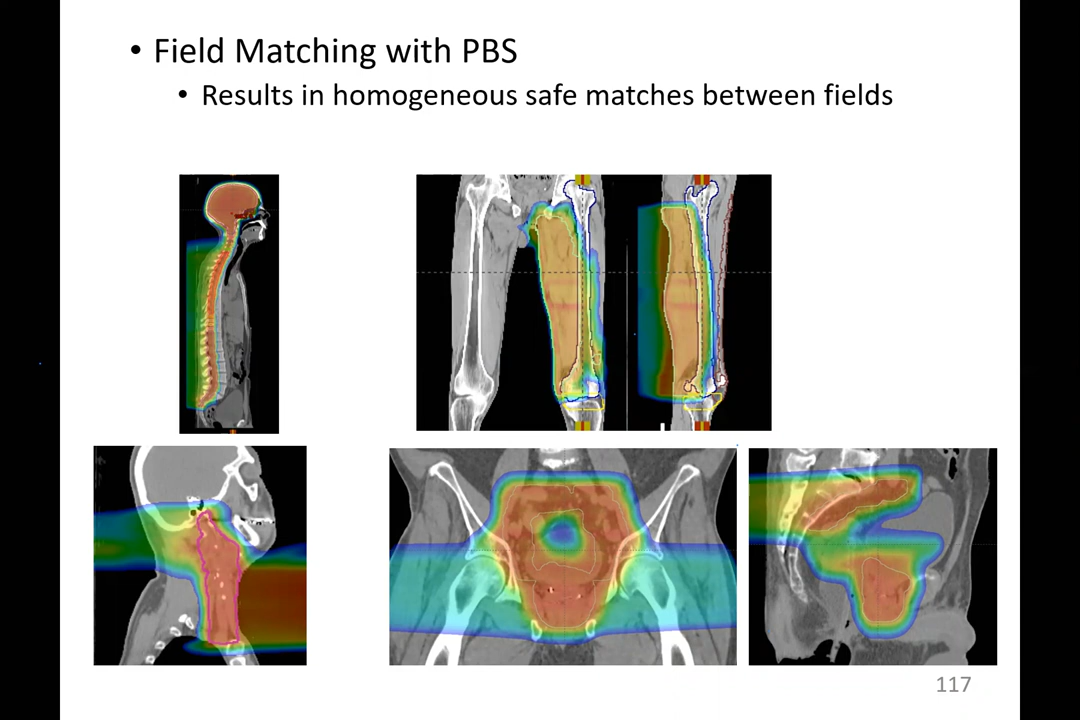 • Field Matching with PBS
• Results in homogeneous safe matches between fields
117